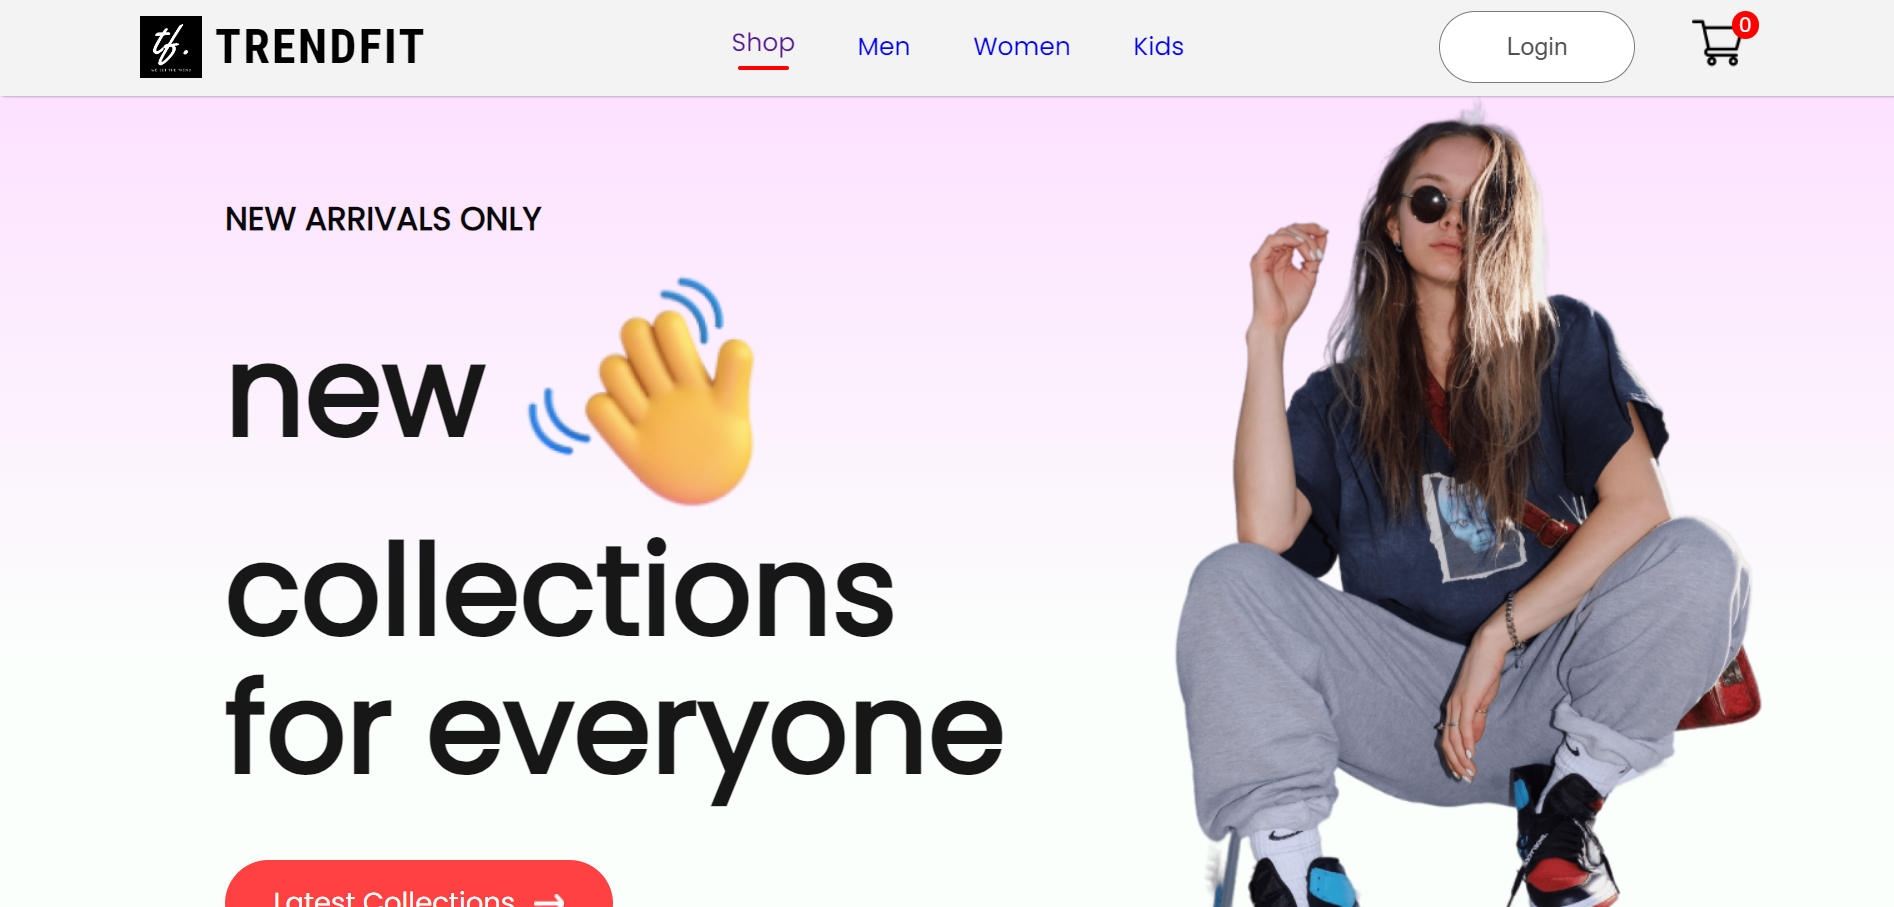 tf.
TRENDFIT
Shop
Men
Women
Kids
Login
0
NEW ARRIVALS ONLY
new
collections
for everyone
Latest Collections →